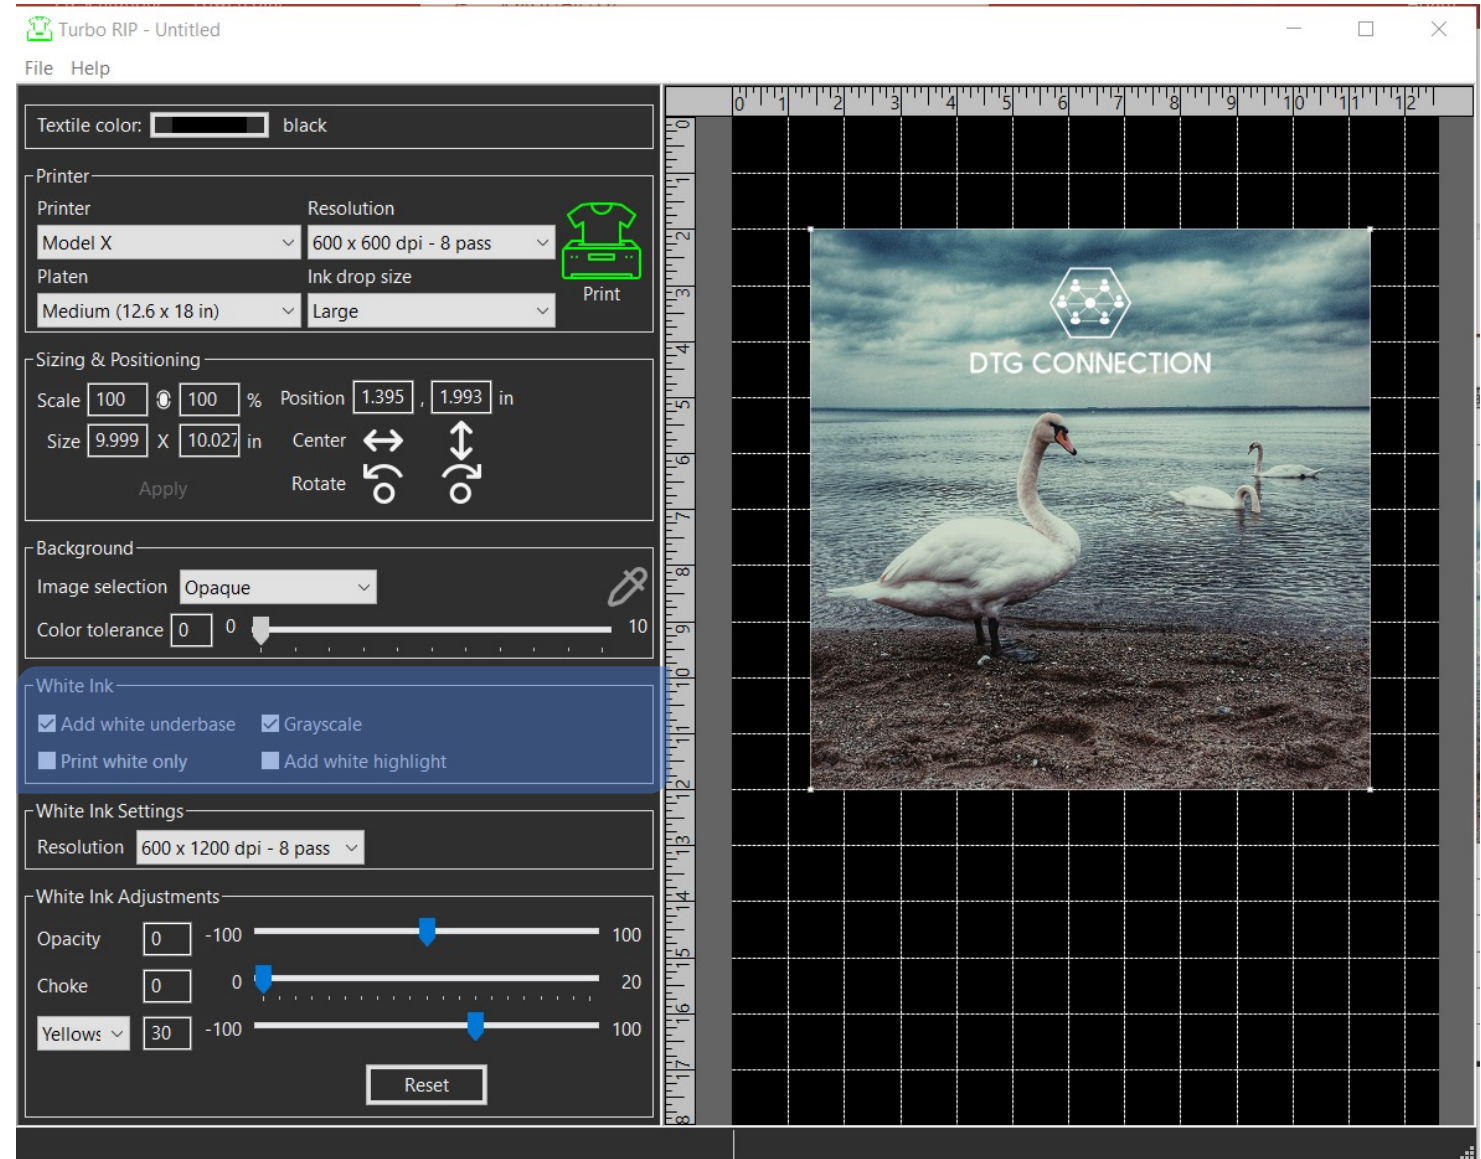 Turbo RIP - Untitled
File Help
Textile color: black
Printer
Printer Resolution
Model X 600 x 600 dpi - 8 pass
Platen Ink drop size
Medium (12.6 x 18 in) Large
Print
Sizing & Positioning
Scale 100 100 % Position 1.395 , 1.993 in
Size 9.999 X 10.027 in Center
Apply Rotate
Background
Image selection Opaque
Color tolerance 0 0 10
White Ink
Add white underbase Grayscale
Print white only Add white highlight
White Ink Settings
Resolution 600 x 1200 dpi - 8 pass
White Ink Adjustments
Opacity 0 -100 100
Choke 0 0 20
Yellows 30 -100 100
Reset
0 1 2 3 4 5 6 7 8 9 10 11 12
0
1
2
3
4
5
6
7
8
9
10
11
12
13
14
15
16
17
8
DTG CONNECTION